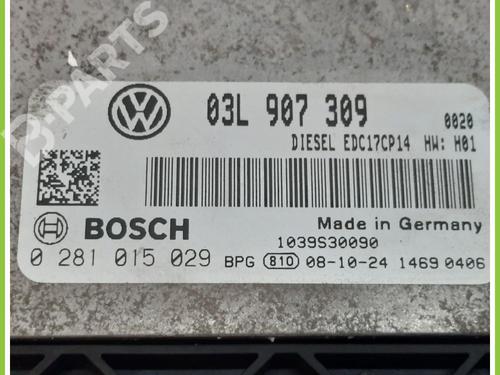 B-PARTS
03L 907 309
0020
DIESEL EDC17CP14 HW: H01
BOSCH
Made in Germany
1039S30090
0 281 015 029 BPG 810 08-10-24 1469 0406